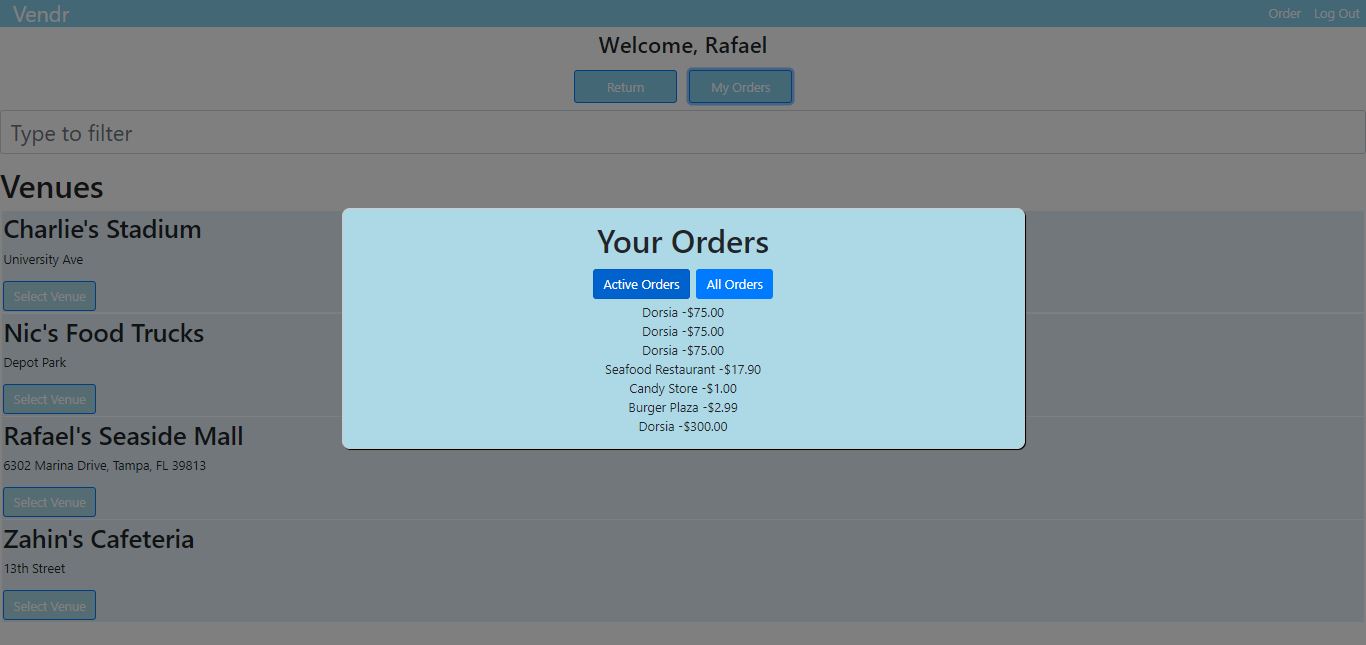 Vendr Order Log Out
Welcome, Rafael
Return My Orders
Type to filter
Venues
Charlie's Stadium
University Ave
Select Venue
Nic's Food Trucks
Depot Park
Select Venue
Rafael's Seaside Mall
6302 Marina Drive, Tampa, FL 39813
Select Venue
Zahin's Cafeteria
13th Street
Select Venue
Your Orders
Active Orders All Orders
Dorsia -$75.00
Dorsia -$75.00
Dorsia -$75.00
Seafood Restaurant -$17.90
Candy Store -$1.00
Burger Plaza -$2.99
Dorsia -$300.00